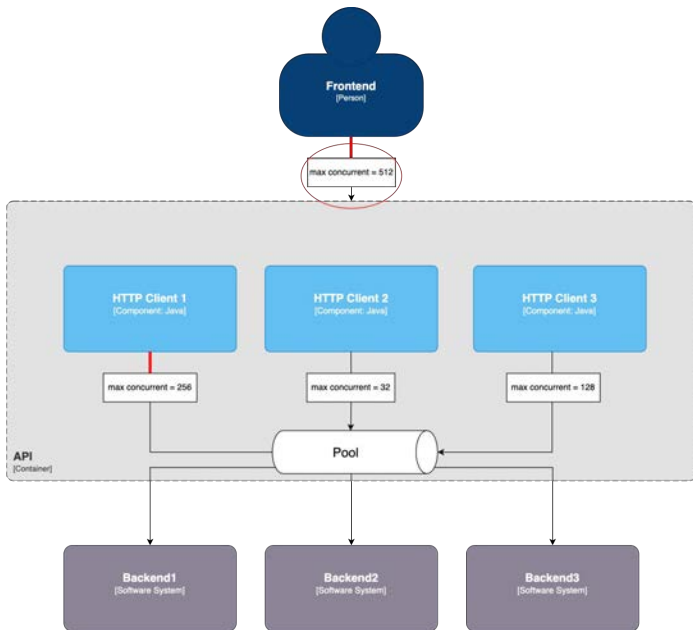 Frontend
[Person]
max concurrent = 512
HTTP Client 1
[Component: Java]
HTTP Client 2
[Component: Java]
HTTP Client 3
[Component: Java]
max concurrent = 256
max concurrent = 32
max concurrent = 128
Pool
API
[Container]
Backend1
[Software System]
Backend2
[Software System]
Backend3
[Software System]